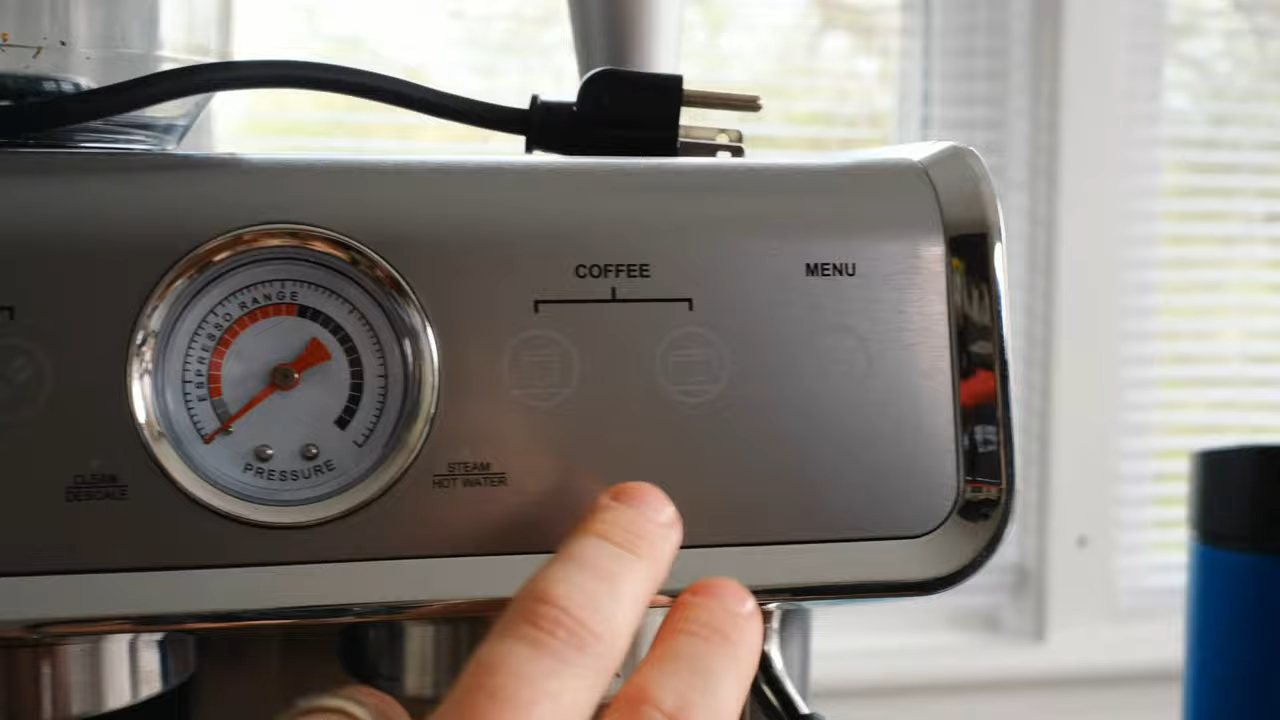 COFFEE
MENU
ESPRESSO RANGE
PRESSURE
CLEAN
DESCALE
STEAM
HOT WATER